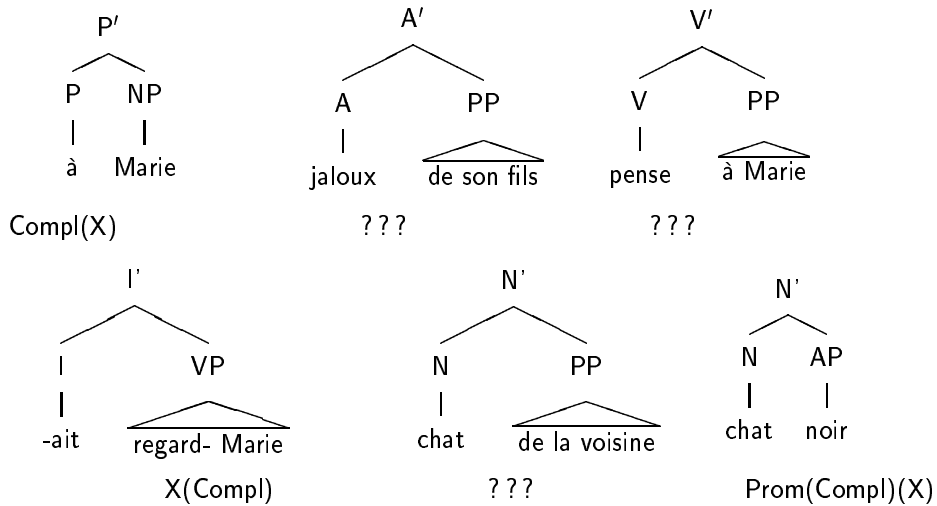 P′ A′ V′
P NP A PP V PP
à Marie jaloux de son fils pense à Marie
Compl(X) ??? ???
I' N' N'
I VP N PP N AP
-ait regard- Marie chat de la voisine chat noir
X(Compl) ??? Prom(Compl)(X)